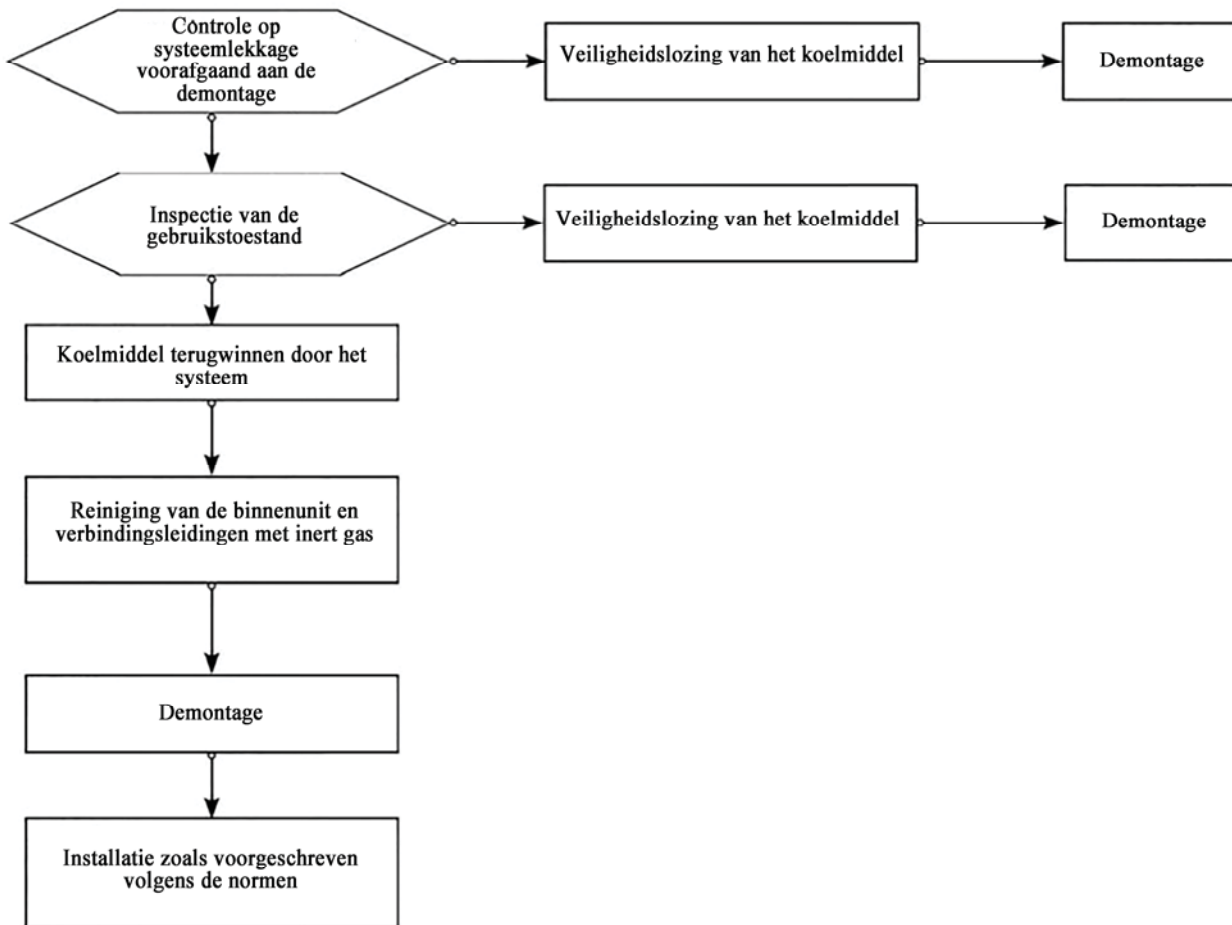 Controle op
systeemlekkage
voorafgaand aan de
demontage
Veiligheidslozing van het koelmiddel
Demontage
Inspectie van de
gebruikstoestand
Veiligheidslozing van het koelmiddel
Demontage
Koelmiddel terugwinnen door het
systeem
Reiniging van de binnenunit en
verbindingsleidingen met inert gas
Demontage
Installatie zoals voorgeschreven
volgens de normen